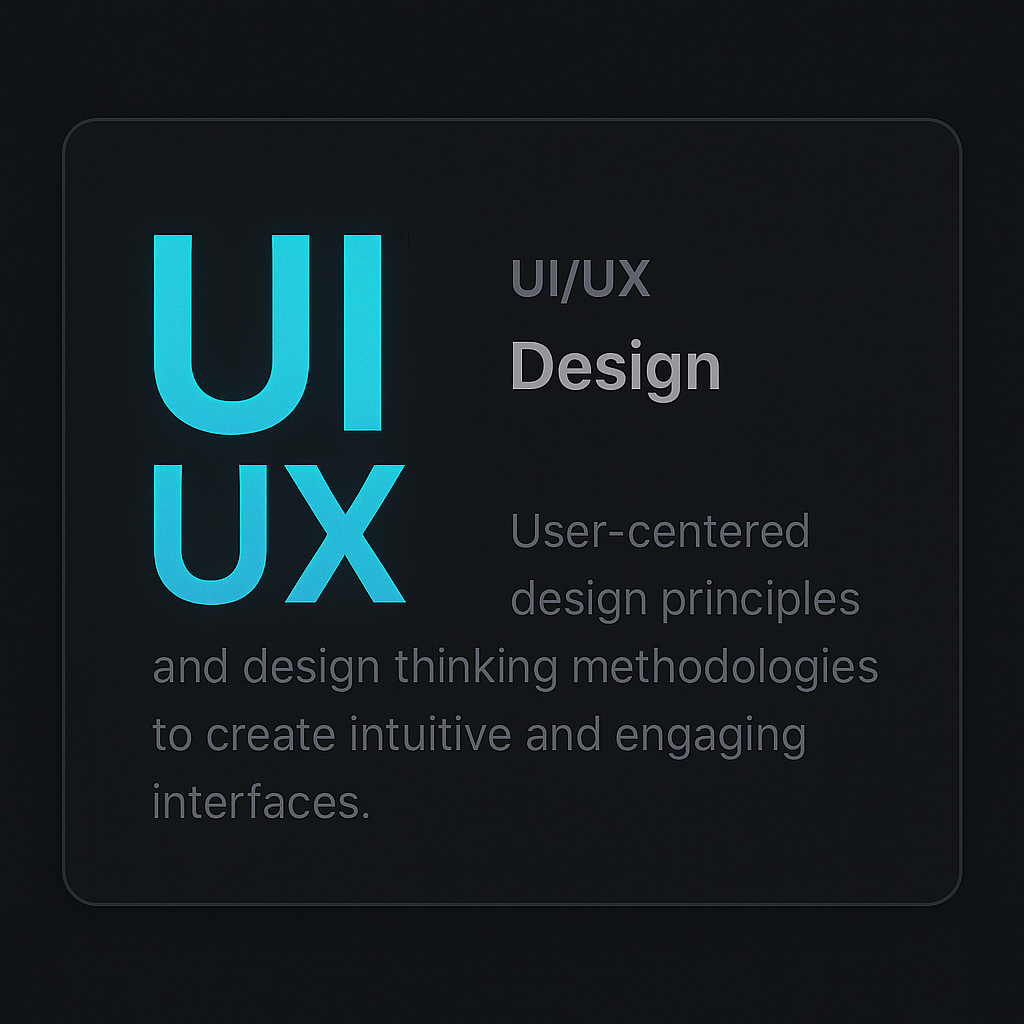 UI
UX
UI/UX
Design
User-centered
design principles
and design thinking methodologies
to create intuitive and engaging
interfaces.